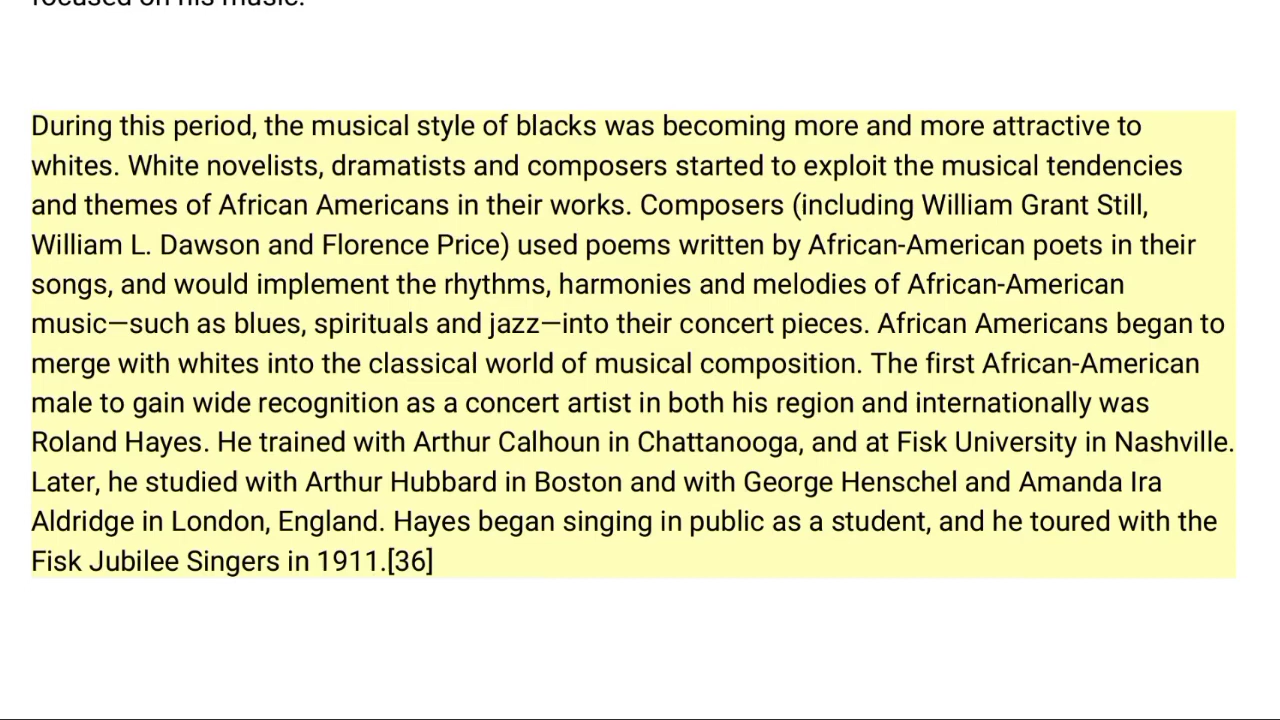 focused on his music.
During this period, the musical style of blacks was becoming more and more attractive to
whites. White novelists, dramatists and composers started to exploit the musical tendencies
and themes of African Americans in their works. Composers (including William Grant Still,
William L. Dawson and Florence Price) used poems written by African-American poets in their
songs, and would implement the rhythms, harmonies and melodies of African-American
music—such as blues, spirituals and jazz—into their concert pieces. African Americans began to
merge with whites into the classical world of musical composition. The first African-American
male to gain wide recognition as a concert artist in both his region and internationally was
Roland Hayes. He trained with Arthur Calhoun in Chattanooga, and at Fisk University in Nashville.
Later, he studied with Arthur Hubbard in Boston and with George Henschel and Amanda Ira
Aldridge in London, England. Hayes began singing in public as a student, and he toured with the
Fisk Jubilee Singers in 1911.[36]